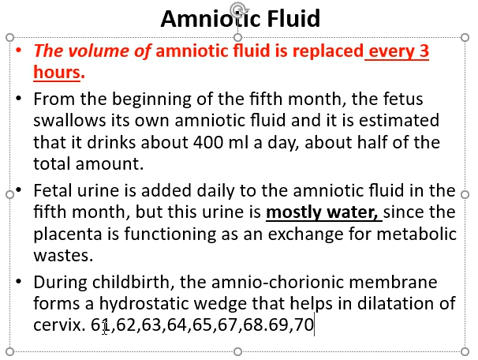 Amniotic Fluid
• The volume of amniotic fluid is replaced every 3
hours.
• From the beginning of the fifth month, the fetus
swallows its own amniotic fluid and it is estimated
that it drinks about 400 ml a day, about half of the
total amount.
• Fetal urine is added daily to the amniotic fluid in the
fifth month, but this urine is mostly water, since the
placenta is functioning as an exchange for metabolic
wastes.
• During childbirth, the amnio-chorionic membrane
forms a hydrostatic wedge that helps in dilatation of
cervix. 61,62,63,64,65,67,68.69,70